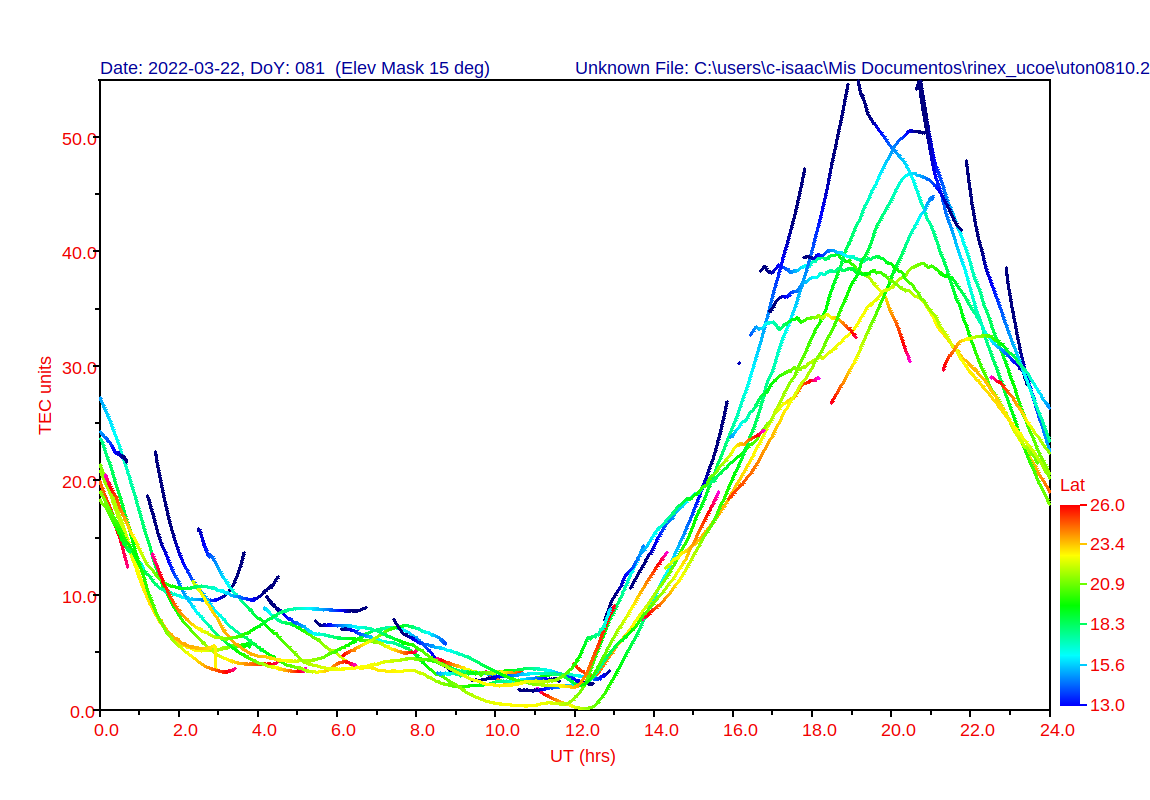 Date: 2022-03-22, DoY: 081  (Elev Mask 15 deg) Unknown File: C:\users\c-isaac\Mis Documentos\rinex_ucoe\uton0810.2
50.0
40.0
30.0
20.0
10.0
0.0
TEC units
0.0 2.0 4.0 6.0 8.0 10.0 12.0 14.0 16.0 18.0 20.0 22.0 24.0
UT (hrs)
Lat
26.0
23.4
20.9
18.3
15.6
13.0